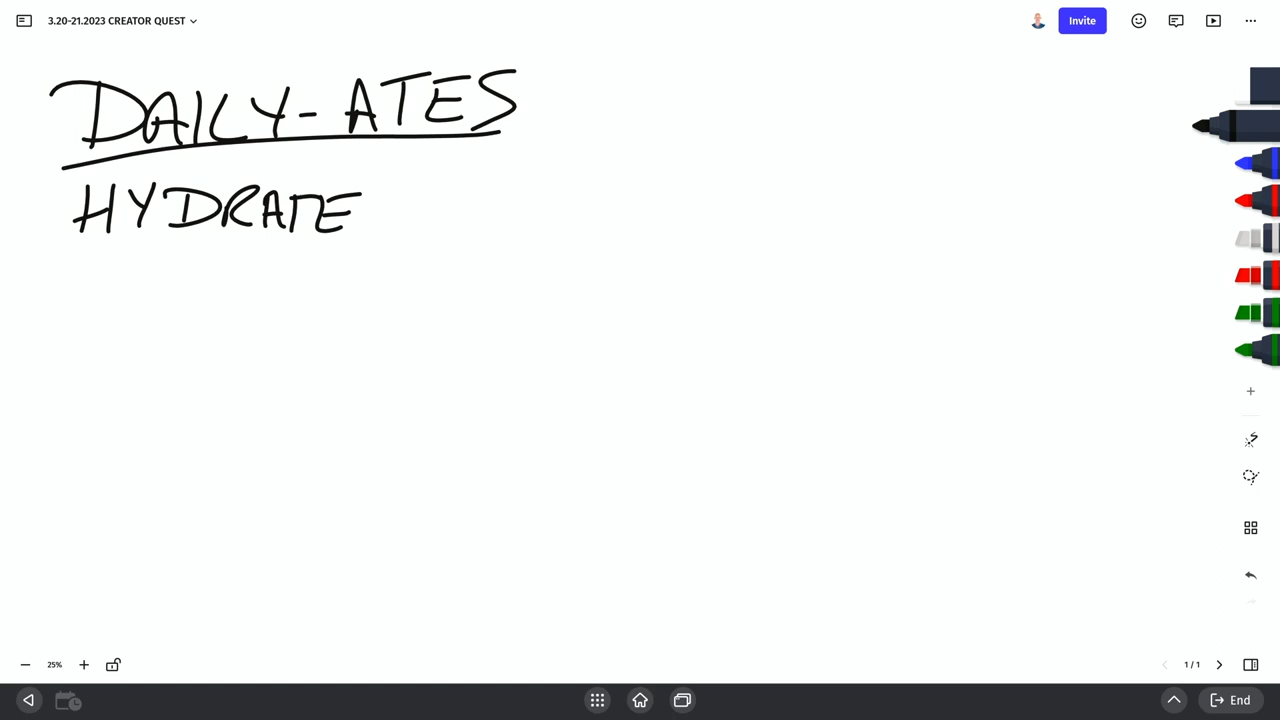 3.20-21.2023 CREATOR QUEST
Invite
DAILY-ATES
HYDRATE
25%
1 / 1
End